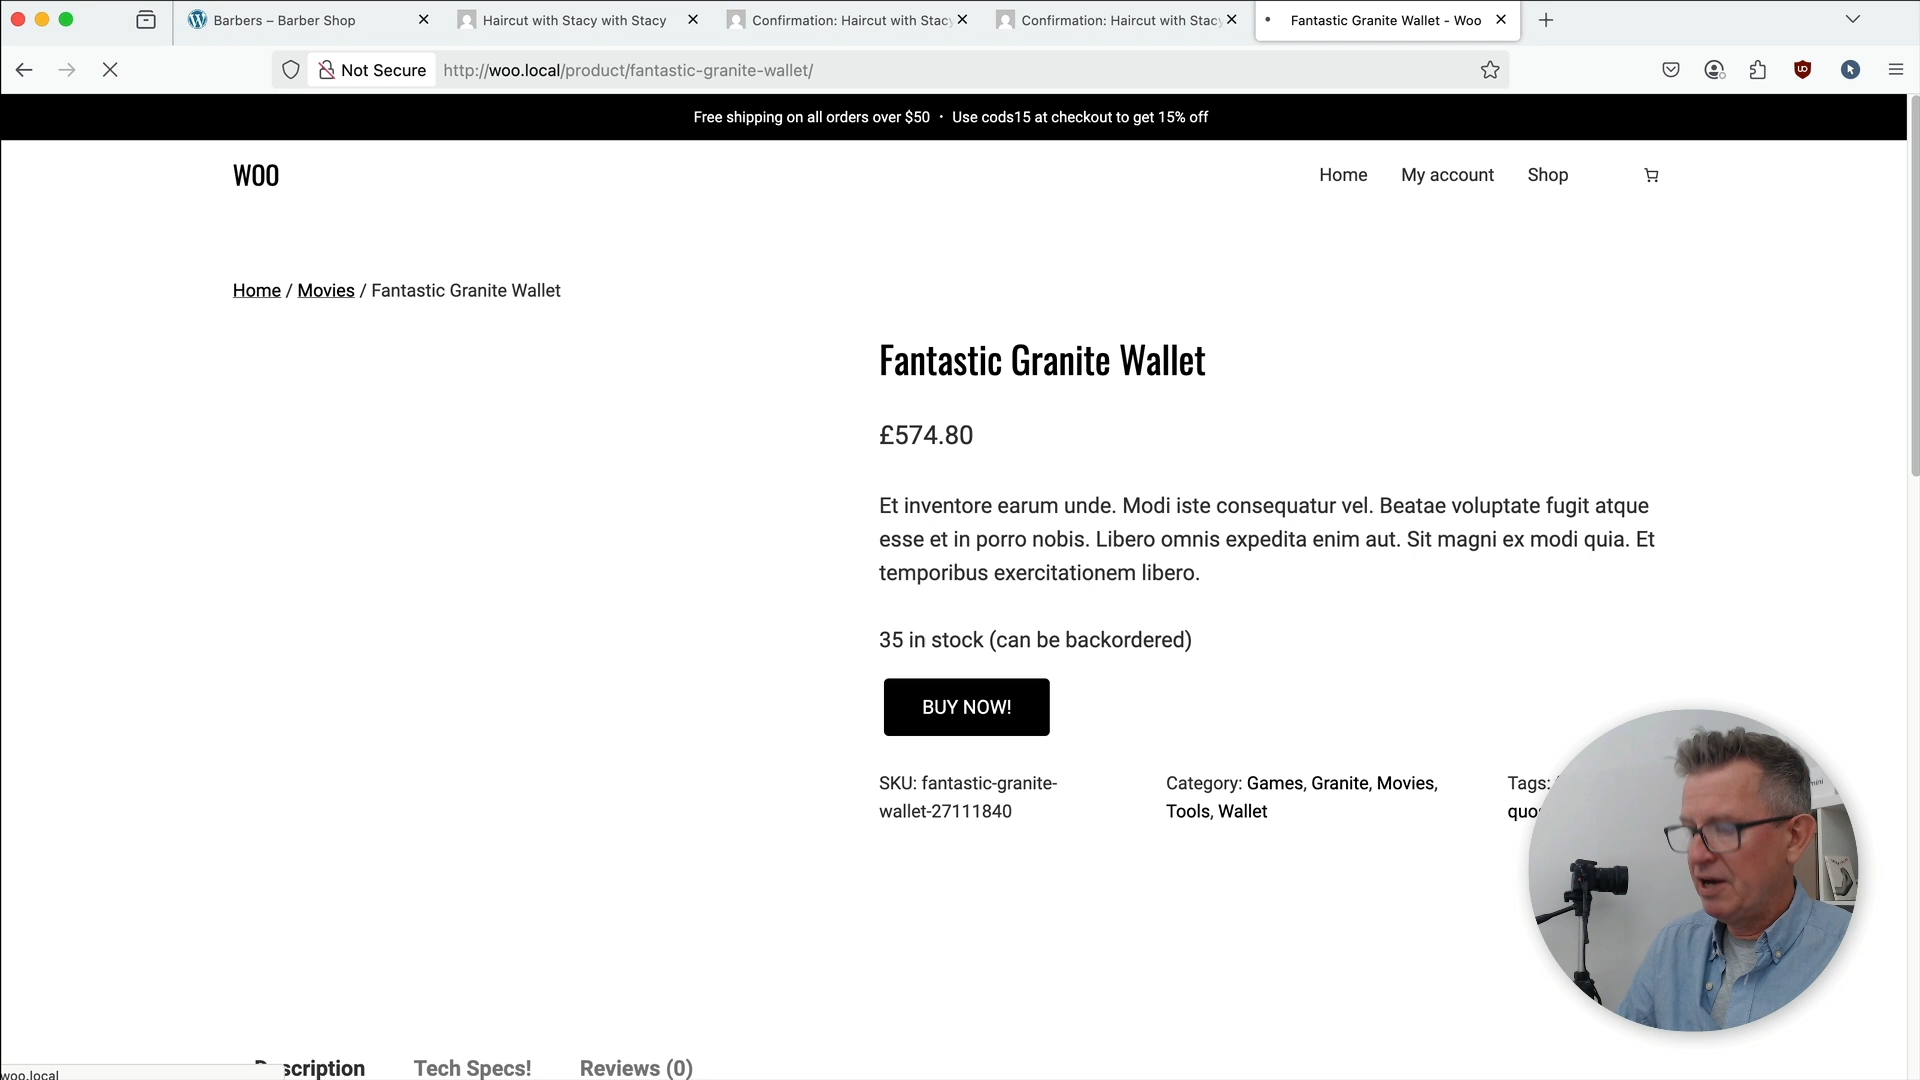 Barbers – Barber Shop
Haircut with Stacy with Stacy
Confirmation: Haircut with Stacy
Confirmation: Haircut with Stacy
Fantastic Granite Wallet - Woo
Not Secure
http://woo.local/product/fantastic-granite-wallet/
Free shipping on all orders over $50 · Use cods15 at checkout to get 15% off
WOO
Home
My account
Shop
Home / Movies / Fantastic Granite Wallet
Fantastic Granite Wallet
£574.80
Et inventore earum unde. Modi iste consequatur vel. Beatae voluptate fugit atque
esse et in porro nobis. Libero omnis expedita enim aut. Sit magni ex modi quia. Et
temporibus exercitationem libero.
35 in stock (can be backordered)
BUY NOW!
SKU: fantastic-granite-
wallet-27111840
Category: Games, Granite, Movies,
Tools, Wallet
Tags:
Description
Tech Specs!
Reviews (0)
woo.local